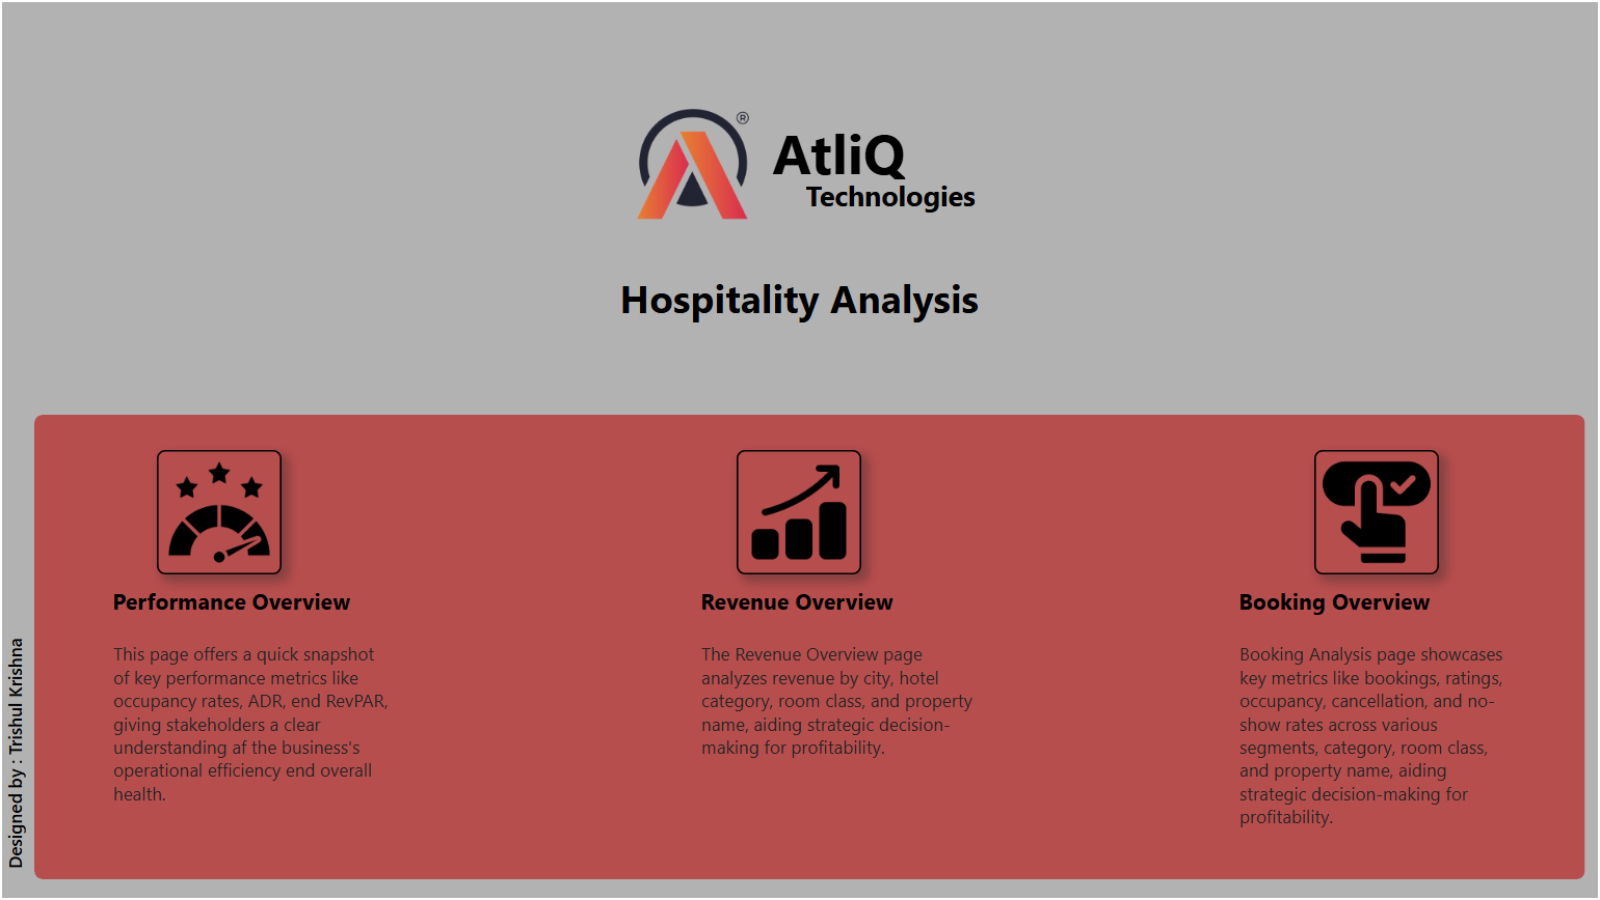 ®
AtliQ
Technologies
Hospitality Analysis
Performance Overview
This page offers a quick snapshot
of key performance metrics like
occupancy rates, ADR, end RevPAR,
giving stakeholders a clear
understanding af the business's
operational efficiency end overall
health.
Revenue Overview
The Revenue Overview page
analyzes revenue by city, hotel
category, room class, and property
name, aiding strategic decision-
making for profitability.
Booking Overview
Booking Analysis page showcases
key metrics like bookings, ratings,
occupancy, cancellation, and no-
show rates across various
segments, category, room class,
and property name, aiding
strategic decision-making for
profitability.
Designed by : Trishul Krishna